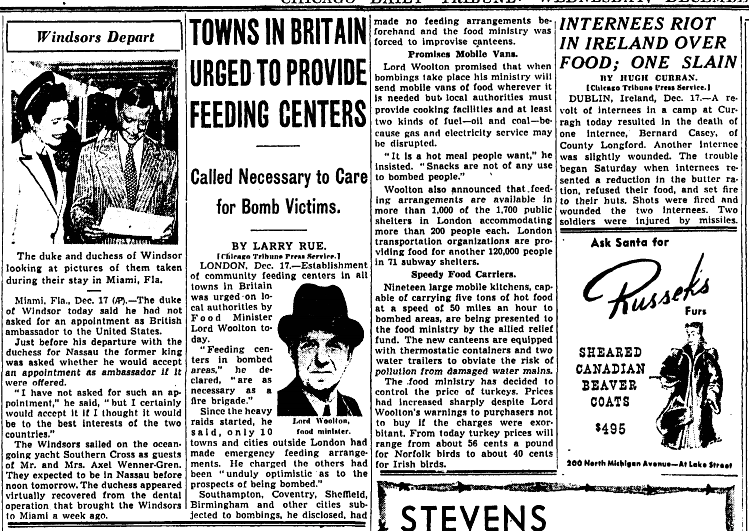 CHICAGO DAILY TRIBUNE: WEDNESDAY, DECEMBER
Windsors Depart
The duke and duchess of Windsor
looking at pictures of them taken
during their stay in Miami, Fla.
Miami, Fla., Dec. 17 (AP).—The duke
of Windsor today said he had not
asked for an appointment as British
ambassador to the United States.
Just before his departure with the
duchess for Nassau the former king
was asked whether he would accept
an appointment as ambassador if it
were offered.
"I have not asked for such an ap-
pointment," he said, "but I certainly
would accept it if I thought it would
be to the best interests of the two
countries."
The Windsors sailed on the ocean-
going yacht Southern Cross as guests
of Mr. and Mrs. Axel Wenner-Gren.
They expected to be in Nassau before
noon tomorrow. The duchess appeared
virtually recovered from the dental
operation that brought the Windsors
to Miami a week ago.
TOWNS IN BRITAIN
URGED TO PROVIDE
FEEDING CENTERS
Called Necessary to Care
for Bomb Victims.
BY LARRY RUE.
[Chicago Tribune Press Service.]
LONDON, Dec. 17.—Establishment
of community feeding centers in all
towns in Britain
was urged on lo-
cal authorities by
Food Minister
Lord Woolton to-
day.
"Feeding cen-
ters in bombed
areas," he de-
clared, "are as
necessary as a
fire brigade."
Since the heavy
raids started, he
said, only 10
Lord Woolton,
food minister.
towns and cities outside London had
made emergency feeding arrange-
ments. He charged the others had
been "unduly optimistic as to the
prospects of being bombed."
Southampton, Coventry, Sheffield,
Birmingham and other cities sub-
jected to bombings, he disclosed, had
made no feeding arrangements be-
forehand and the food ministry was
forced to improvise canteens.
Promises Mobile Vans.
Lord Woolton promised that when
bombings take place his ministry will
send mobile vans of food wherever it
is needed but local authorities must
provide cooking facilities and at least
two kinds of fuel—oil and coal—be-
cause gas and electricity service may
be disrupted.
"It is a hot meal people want," he
insisted. "Snacks are not of any use
to bombed people."
Woolton also announced that feed-
ing arrangements are available in
more than 1,000 of the 1,700 public
shelters in London accommodating
more than 200 people each. London
transportation organizations are pro-
viding food for another 120,000 people
in 71 subway shelters.
Speedy Food Carriers.
Nineteen large mobile kitchens, cap-
able of carrying five tons of hot food
at a speed of 50 miles an hour to
bombed areas, are being presented to
the food ministry by the allied relief
fund. The new canteens are equipped
with thermostatic containers and two
water trailers to obviate the risk of
pollution from damaged water mains.
The food ministry has decided to
control the price of turkeys. Prices
had increased sharply despite Lord
Woolton's warnings to purchasers not
to buy if the charges were exor-
bitant. From today turkey prices will
range from about 56 cents a pound
for Norfolk birds to about 40 cents
for Irish birds.
INTERNEES RIOT
IN IRELAND OVER
FOOD; ONE SLAIN
BY HUGH CURRAN.
[Chicago Tribune Press Service.]
DUBLIN, Ireland, Dec. 17.—A re-
volt of internees in a camp at Cur-
ragh today resulted in the death of
one internee, Bernard Casey, of
County Longford. Another internee
was slightly wounded. The trouble
began Saturday when internees re-
sented a reduction in the butter ra-
tion, refused their food, and set fire
to their huts. Shots were fired and
wounded the two internees. Two
soldiers were injured by missiles.
Ask Santa for
Russeks
Furs
SHEARED
CANADIAN
BEAVER
COATS
$495
200 North Michigan Avenue—At Lake Street
STEVENS